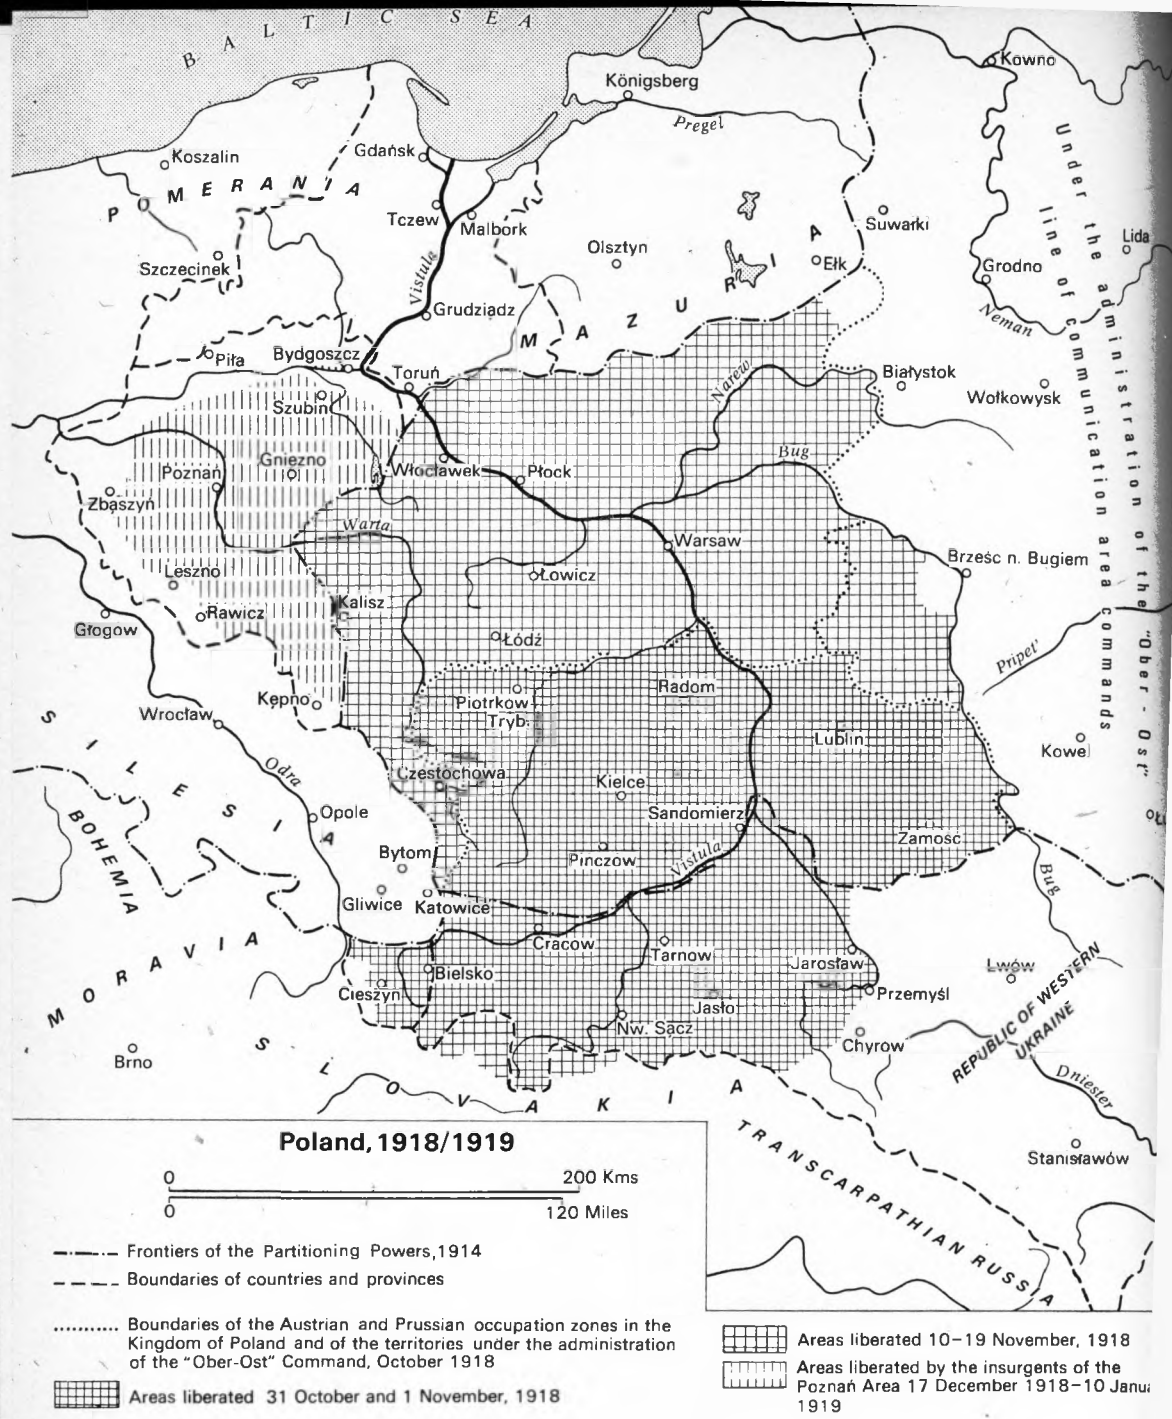 BALTIC SEA
Königsberg
Kowno
Pregel
Koszalin
Gdańsk
POMERANIA
Tczew
Malbork
Suwałki
Lida
Szczecinek
Olsztyn
Ełk
Grodno
Vistula
Grudziądz
MAZURIA
Neman
Piła
Bydgoszcz
Toruń
Narew
Białystok
Wołkowysk
Szubin
Gniezno
Włocławek
Płock
Bug
Poznań
Zbąszyń
Warta
Warsaw
Łowicz
Brześc n. Bugiem
Leszno
Rawicz
Kalisz
Głogow
Łódź
Pripet'
Under the administration of the "Ober-Ost"
line of communication area commands
Kępno
Piotrkow
Tryb.
Radom
Wrocław
Lublin
Kowel
SILESIA
Odra
Częstochowa
Kielce
Sandomierz
Opole
BOHEMIA
Zamość
Bytom
Pinczów
Vistula
Bug
Gliwice
Katowice
MORAVIA
Cracow
Tarnow
Jarosław
Lwów
Cieszyn
Bielsko
Jasło
Przemyśl
REPUBLIC OF WESTERN
UKRAINE
Nw. Sącz
Chyrow
Brno
Dniester
SLOVAKIA
Stanisławów
TRANSCARPATHIAN RUSSIA
Poland, 1918/1919
0 200 Kms
0 120 Miles
Frontiers of the Partitioning Powers, 1914
Boundaries of countries and provinces
Boundaries of the Austrian and Prussian occupation zones in the
Kingdom of Poland and of the territories under the administration
of the "Ober-Ost" Command, October 1918
Areas liberated 31 October and 1 November, 1918
Areas liberated 10–19 November, 1918
Areas liberated by the insurgents of the
Poznań Area 17 December 1918–10 Janu
1919